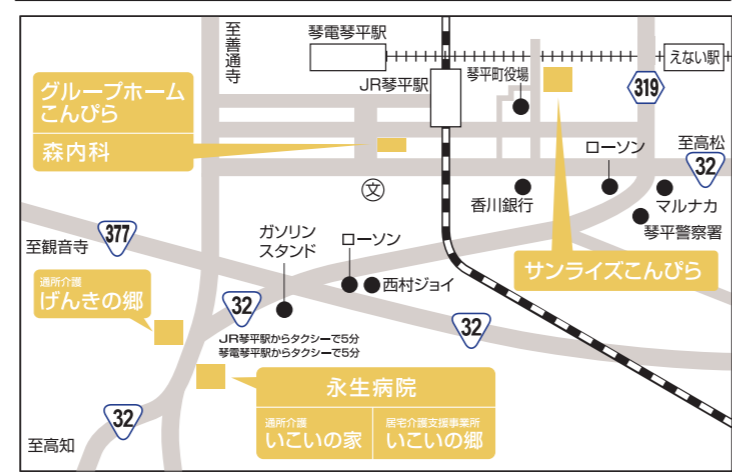 至善通寺
琴電琴平駅
えない駅
JR琴平駅
琴平町役場
319
グループホーム
こんぴら
森内科
ローソン
至高松
32
文
香川銀行
マルナカ
琴平警察署
377
至観音寺
ガソリン
スタンド
ローソン
西村ジョイ
サンライズこんぴら
通所介護
げんきの郷
32
32
JR琴平駅からタクシーで5分
琴電琴平駅からタクシーで5分
永生病院
通所介護
いこいの家
居宅介護支援事業所
いこいの郷
32
至高知